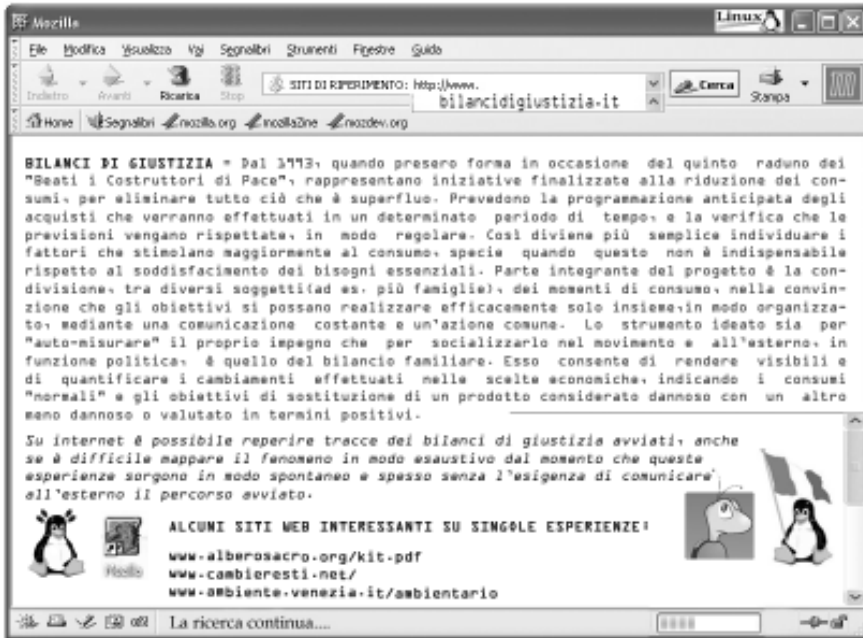 Mozilla
Linux
File Modifica Visualizza Vai Segnalibri Strumenti Finestre Guida
Indietro Avanti Ricarica Stop SITI DI RIFERIMENTO: http://www. Cerca Stampa
bilancidigiustizia.it
Home Segnalibri mozilla.org mozillaZine mozdev.org
BILANCI DI GIUSTIZIA = Dal 1993, quando presero forma in occasione del quinto raduno dei
"Beati i Costruttori di Pace", rappresentano iniziative finalizzate alla riduzione dei con-
sumi, per eliminare tutto ciò che è superfluo. Prevedono la programmazione anticipata degli
acquisti che verranno effettuati in un determinato periodo di tempo, e la verifica che le
previsioni vengano rispettate, in modo regolare. Così diviene più semplice individuare i
fattori che stimolano maggiormente al consumo, specie quando questo non è indispensabile
rispetto al soddisfacimento dei bisogni essenziali. Parte integrante del progetto è la con-
divisione, tra diversi soggetti(ad es. più famiglie), dei momenti di consumo, nella convin-
zione che gli obiettivi si possano realizzare efficacemente solo insieme,in modo organizza-
to, mediante una comunicazione costante e un'azione comune. Lo strumento ideato sia per
"auto-misurare" il proprio impegno che per socializzarlo nel movimento e all'esterno, in
funzione politica, è quello del bilancio familiare. Esso consente di rendere visibili e
di quantificare i cambiamenti effettuati nelle scelte economiche, indicando i consumi
"normali" e gli obiettivi di sostituzione di un prodotto considerato dannoso con un altro
meno dannoso o valutato in termini positivi.
Su internet è possibile reperire tracce dei bilanci di giustizia avviati, anche
se è difficile mappare il fenomeno in modo esaustivo dal momento che queste
esperienze sorgono in modo spontaneo e spesso senza l'esigenza di comunicare
all'esterno il percorso avviato.
ALCUNI SITI WEB INTERESSANTI SU SINGOLE ESPERIENZE:
www.alberosacro.org/kit.pdf
Mozilla
www.cambieresti.net/
www.ambiente.venezia.it/ambientario
La ricerca continua....